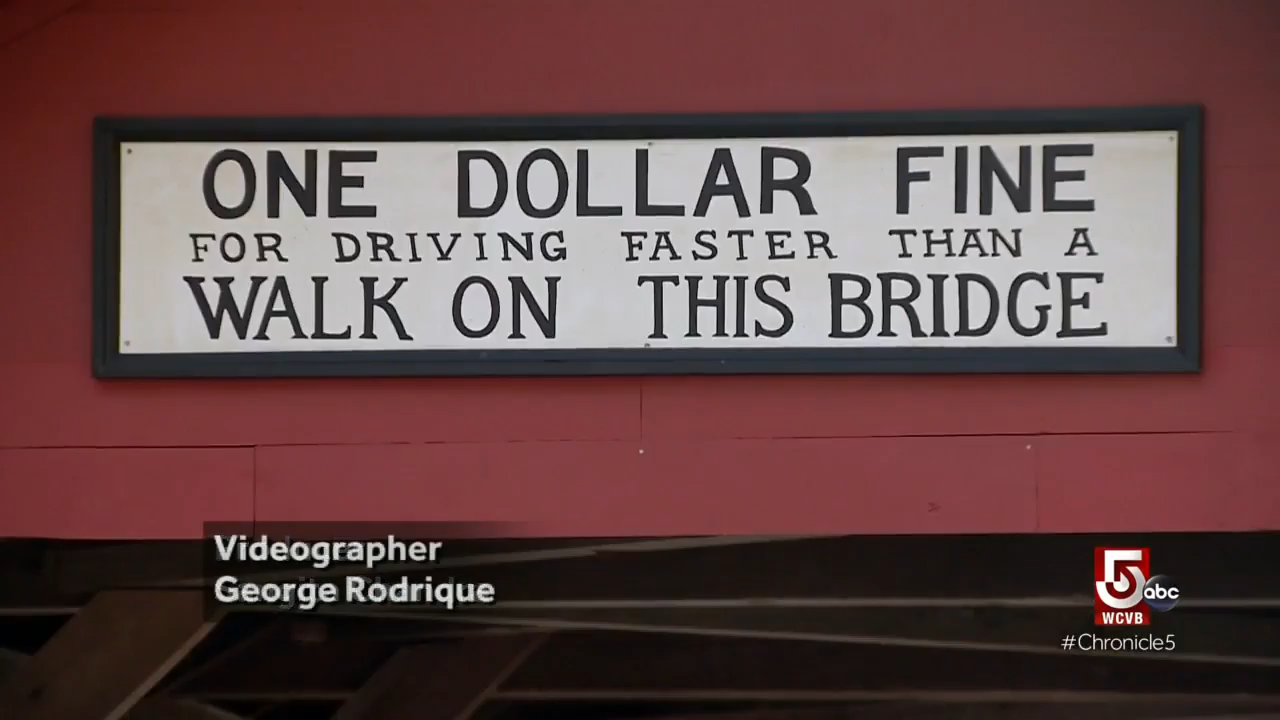 ONE DOLLAR FINE
FOR DRIVING FASTER THAN A
WALK ON THIS BRIDGE
Videographer
George Rodrique
5 abc
WCVB
#Chronicle5